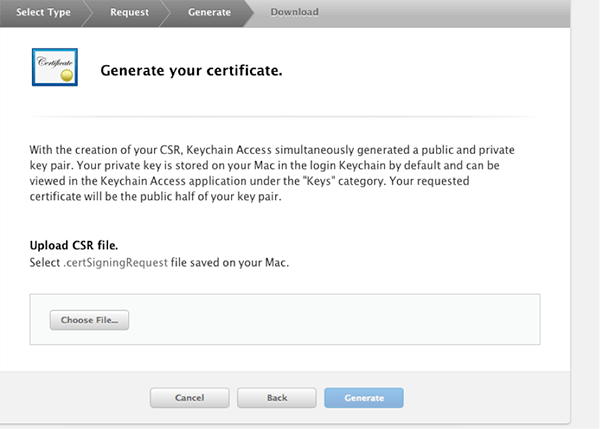 Select Type Request Generate Download
Certificate
Generate your certificate.
With the creation of your CSR, Keychain Access simultaneously generated a public and private
key pair. Your private key is stored on your Mac in the login Keychain by default and can be
viewed in the Keychain Access application under the "Keys" category. Your requested
certificate will be the public half of your key pair.
Upload CSR file.
Select .certSigningRequest file saved on your Mac.
Choose File...
Cancel Back Generate